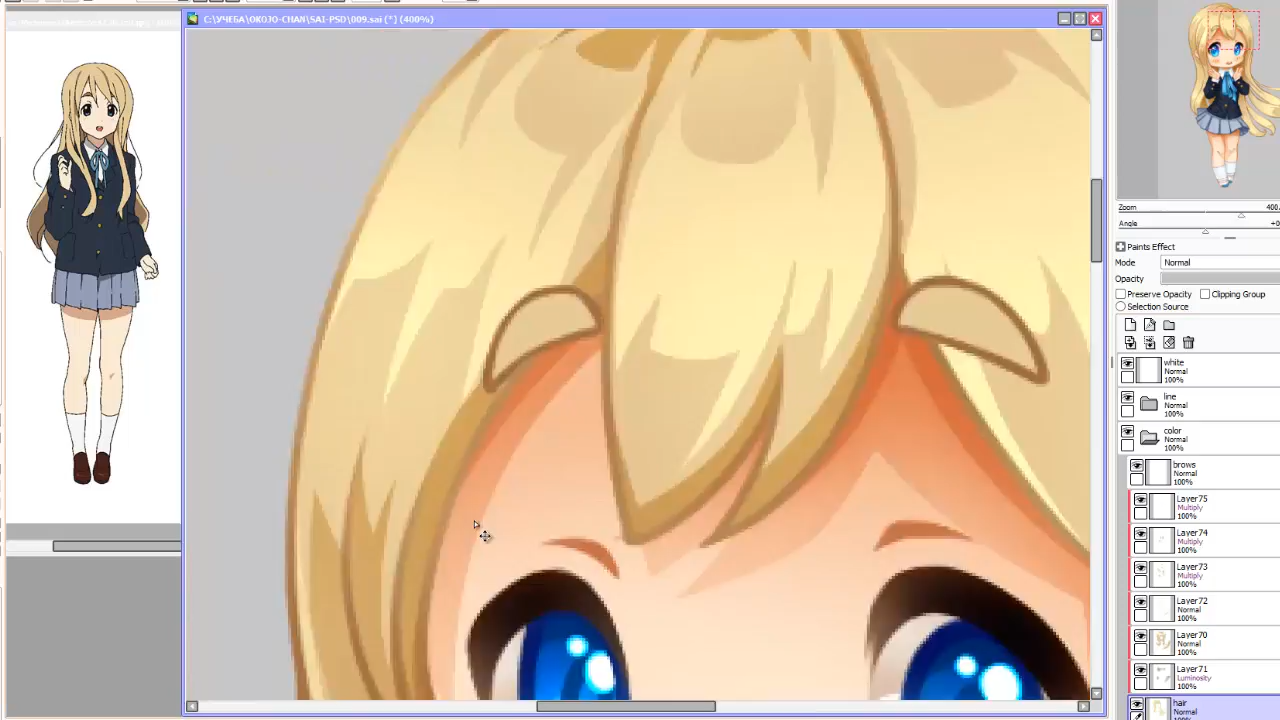 C:\УЧЕБА\OKOJO-CHAN\SAI-PSD\009.sai (*) (400%)
Zoom 400.
Angle +0
Paints Effect
Mode Normal
Opacity
Preserve Opacity Clipping Group
Selection Source
white
Normal
100%
line
Normal
100%
color
Normal
100%
brows
Normal
100%
Layer75
Multiply
100%
Layer74
Multiply
100%
Layer73
Multiply
100%
Layer72
Normal
100%
Layer70
Normal
100%
Layer71
Luminosity
100%
hair
Normal